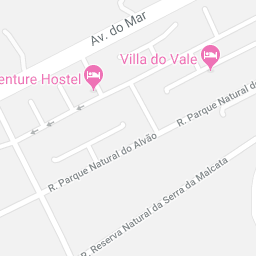 Av. do Mar
Villa do Vale
enture Hostel
R. Parque Natural
R. Parque Natural do Alvão
R. Reserva Natural da Serra da Malcata